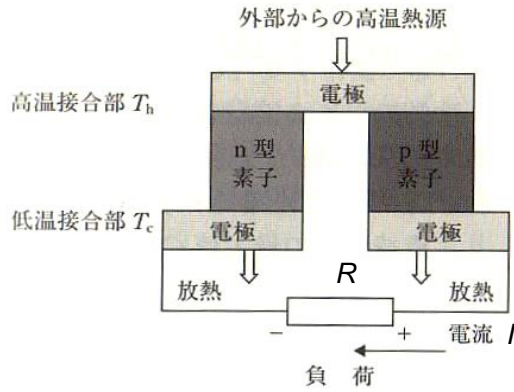 外部からの高温熱源
電極
高温接合部 Th
n 型 p 型
素子 素子
低温接合部 Tc
電極 電極
放熱 R 放熱
− + 電流 I
負 荷